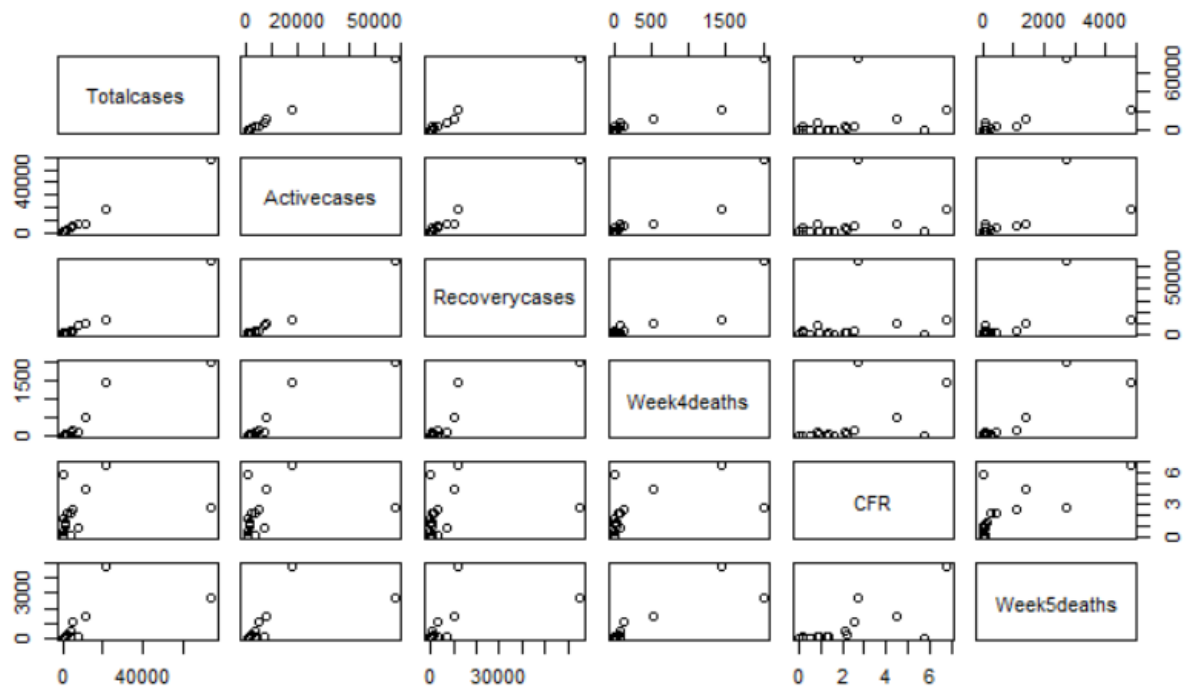 0 20000 50000
0 500 1500
0 2000 4000
Totalcases
0 60000
0 40000
Activecases
Recoverycases
0 50000
0 1500
Week4deaths
CFR
0 3 6
0 3000
Week5deaths
0 40000
0 30000
0 2 4 6